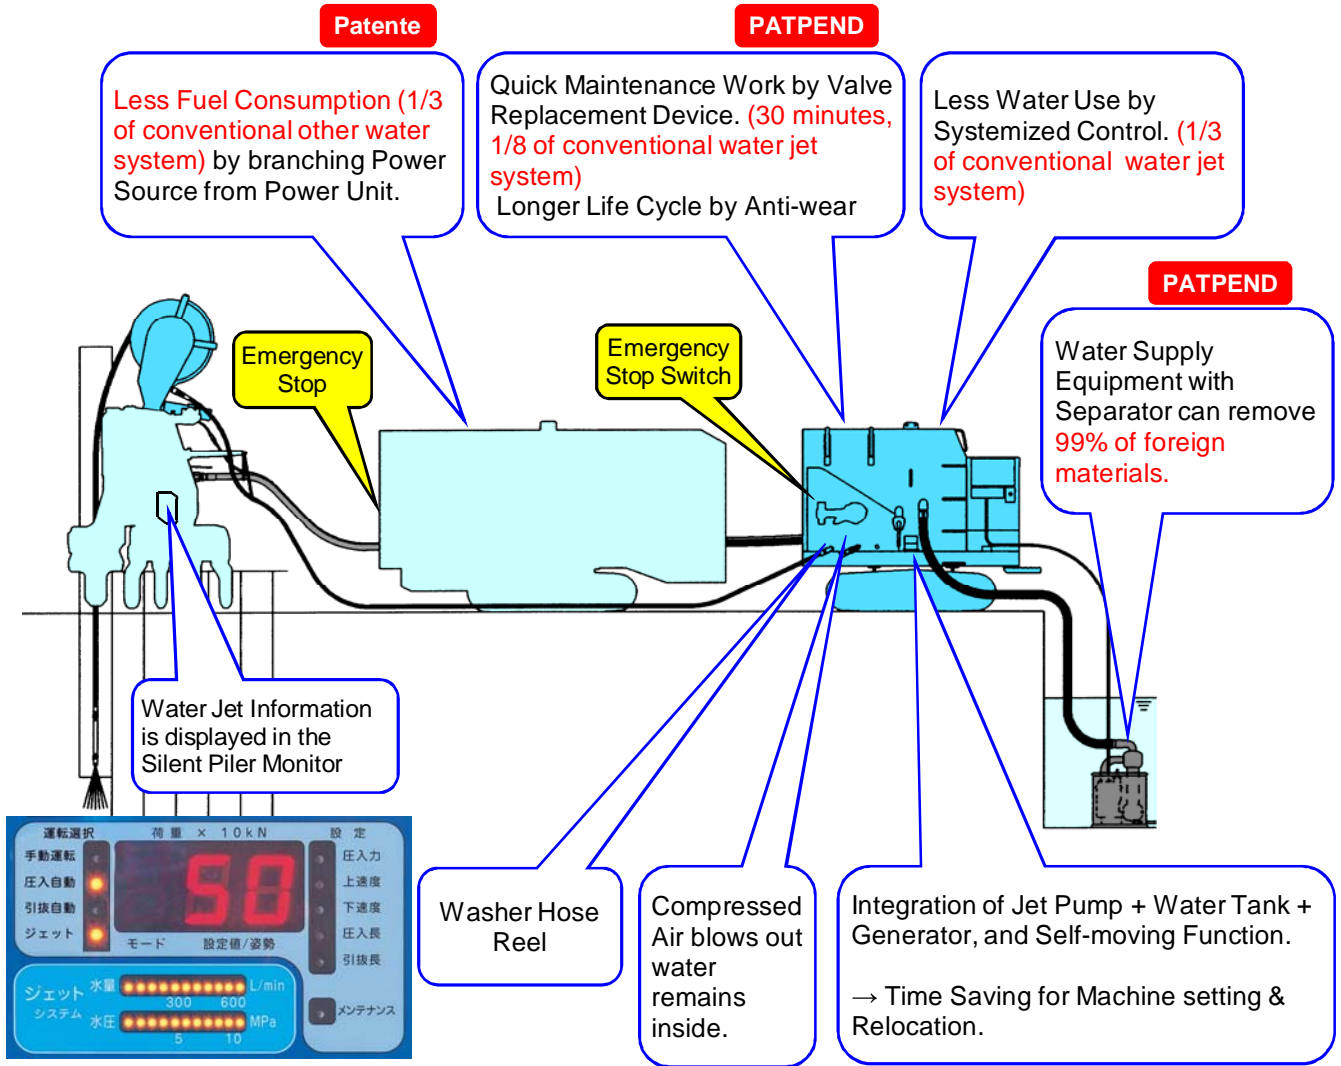 Patente
PATPEND
Less Fuel Consumption (1/3
of conventional other water
system) by branching Power
Source from Power Unit.
Quick Maintenance Work by Valve
Replacement Device. (30 minutes,
1/8 of conventional water jet
system)
Longer Life Cycle by Anti-wear
Less Water Use by
Systemized Control. (1/3
of conventional water jet
system)
PATPEND
Water Supply
Equipment with
Separator can remove
99% of foreign
materials.
Emergency
Stop
Emergency
Stop Switch
Water Jet Information
is displayed in the
Silent Piler Monitor
運転選択
荷重 × 10kN
設定
手動運転
圧入自動
引抜自動
ジェット
50
モード
設定値/姿勢
圧入力
上速度
下速度
圧入長
引抜長
メンテナンス
ジェット
システム
水量
L/min
300 600
水圧
MPa
5 10
Washer Hose
Reel
Compressed
Air blows out
water
remains
inside.
Integration of Jet Pump + Water Tank +
Generator, and Self-moving Function.
→ Time Saving for Machine setting &
Relocation.